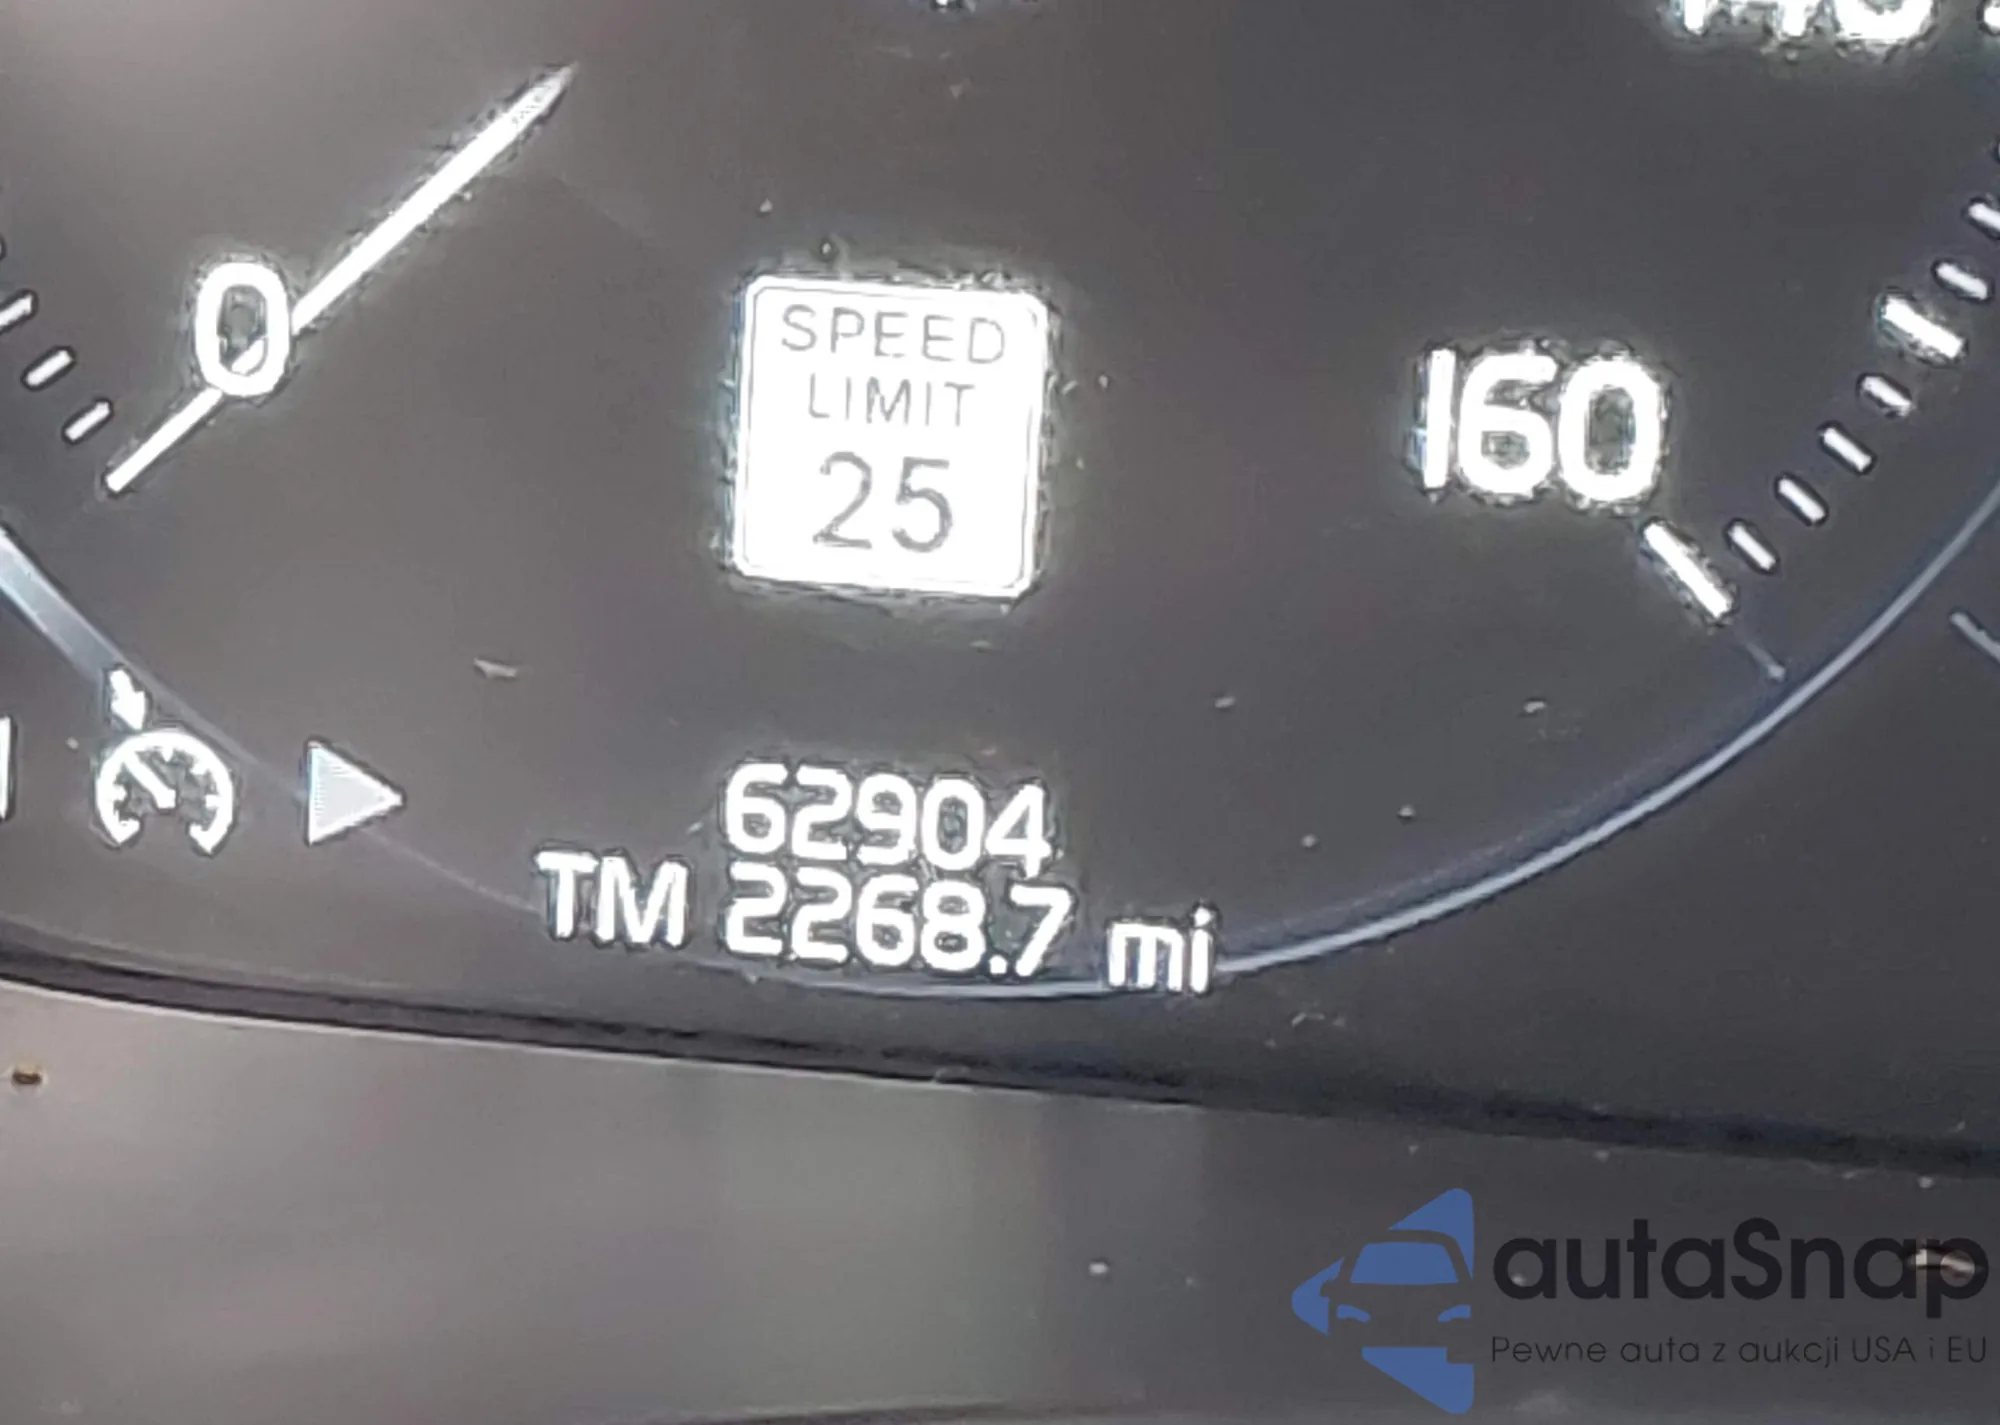 0
SPEED
LIMIT
25
160
62904
TM 2268.7 mi
autaSnap
Pewne auta z aukcji USA i EU